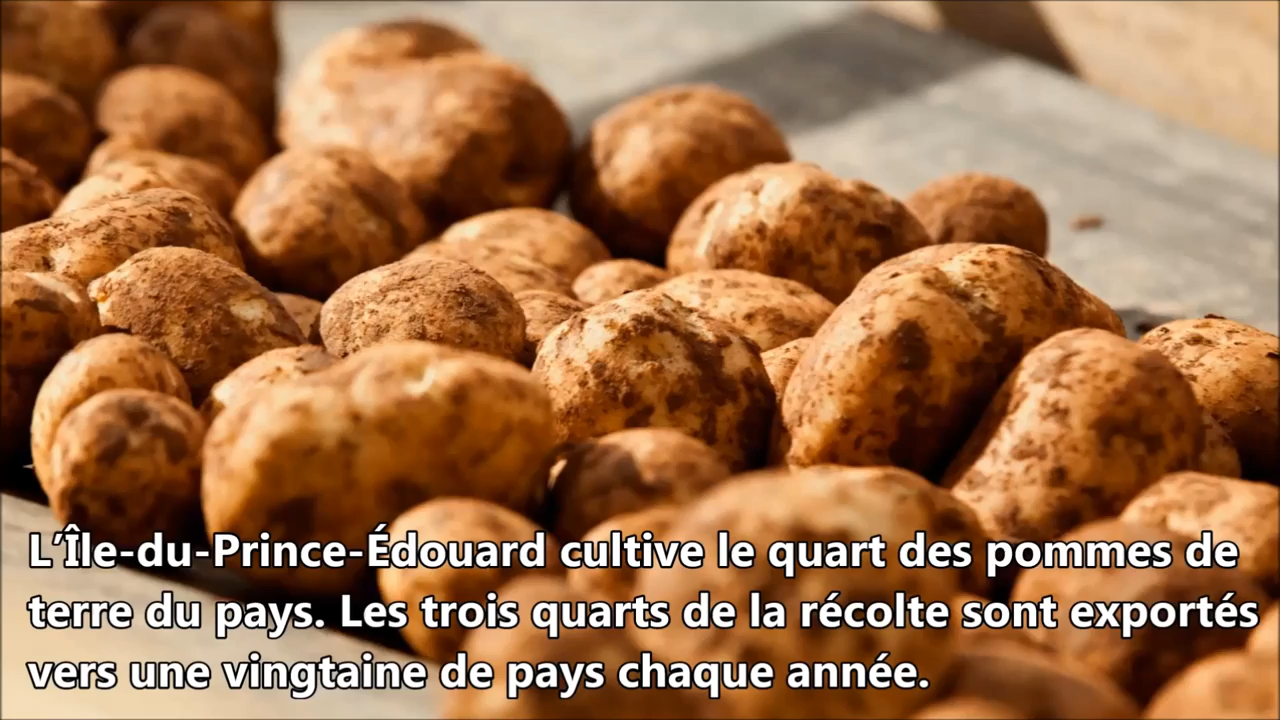 L’Île-du-Prince-Édouard cultive le quart des pommes de
terre du pays. Les trois quarts de la récolte sont exportés
vers une vingtaine de pays chaque année.